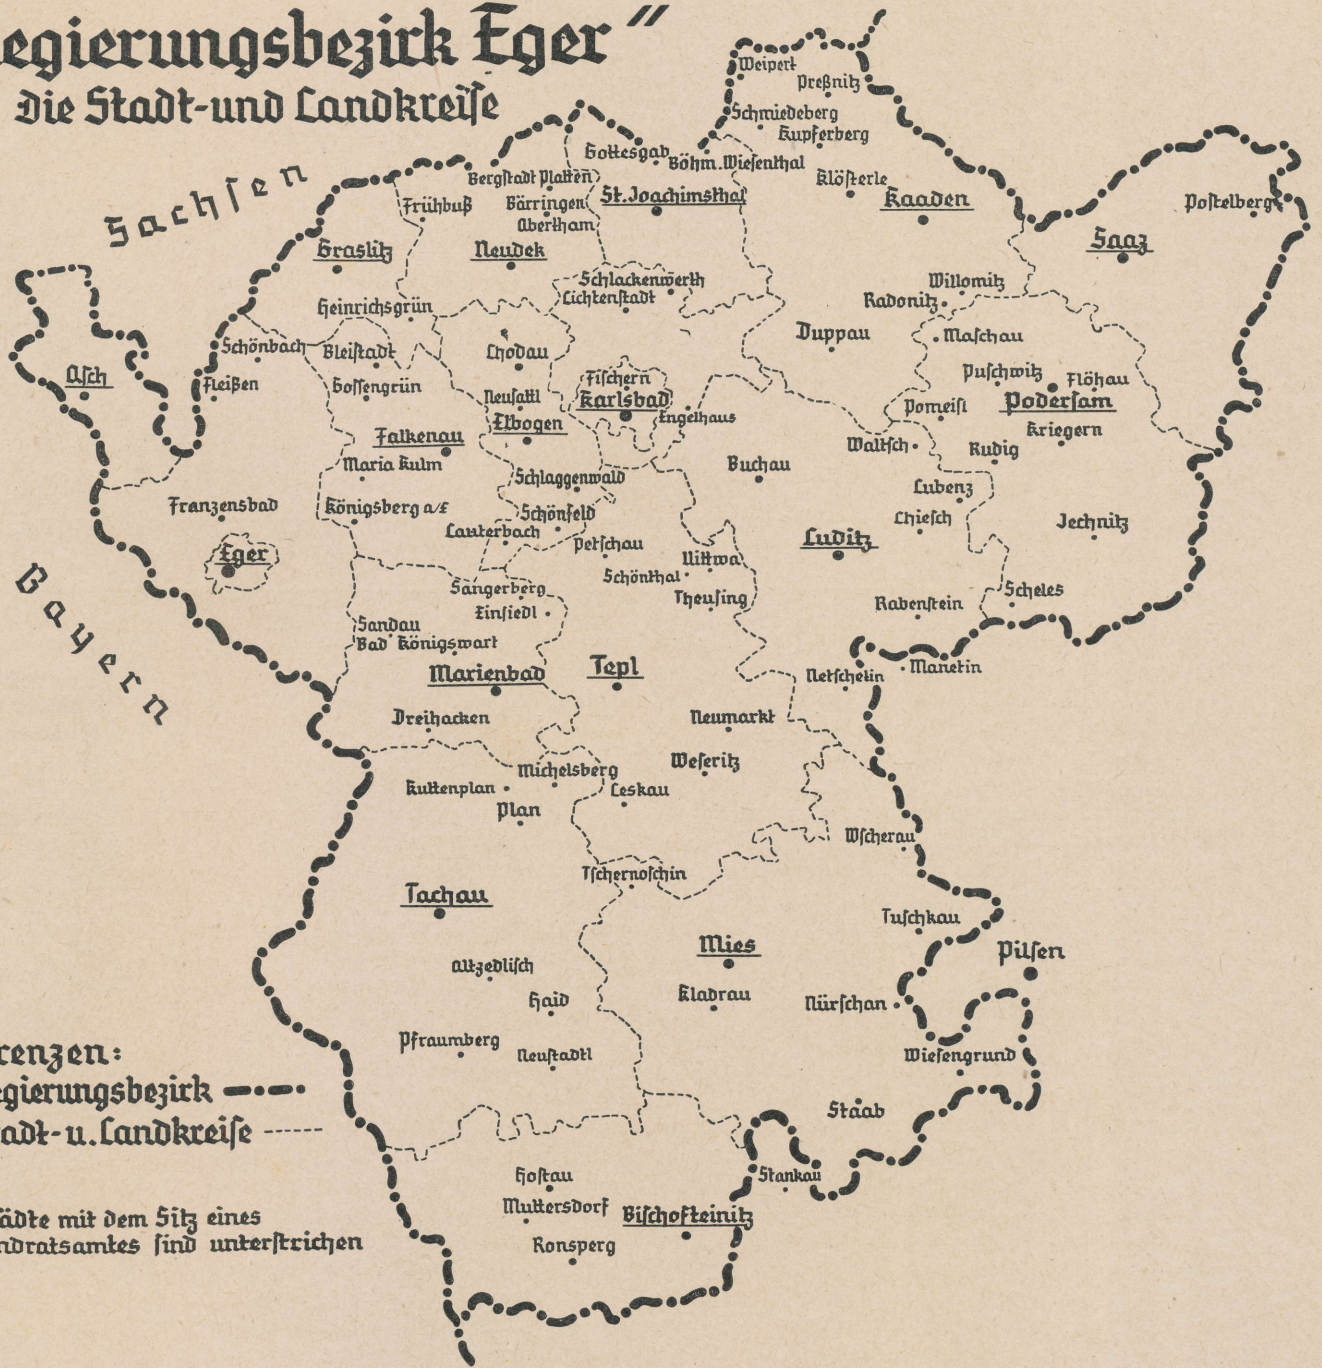 egierungsbezirk Eger"
Die Stadt- und Landkreise
Sachsen
Bayern
Weipert
Preßnitz
Schmiedeberg
Kupferberg
Gottesgab
Böhm. Wiesenthal
Bergstadt Platten
Klösterle
St. Joachimsthal
Kaaden
Postelberg
Frühbuß
Bärringen
Abertham
Graslitz
Neudek
Saaz
Schlackenwerth
Lichtenstadt
Willomitz
Radonitz
Heinrichsgrün
Duppau
Maschau
Schönbach
Bleistadt
Chodau
Asch
Fleißen
Gossengrün
Fischern
Karlsbad
Puschwitz
Flöhau
Podersam
Neusattl
Elbogen
Engelhaus
Pomeisl
Falkenau
Waltsch
Kriegern
Rudig
Maria Kulm
Buchau
Schlaggenwald
Lubenz
Franzensbad
Königsberg a/E
Schönfeld
Chiesch
Jechnitz
Lauterbach
Petschau
Luditz
Eger
Uittwa
Schönthal
Sangerberg
Theusing
Scheles
Einsiedl
Rabenstein
Sandau
Bad Königswart
Marienbad
Tepl
Netschetin
Manetin
Dreihacken
Neumarkt
Michelsberg
Weseritz
Kuttenplan
Leskau
Plan
Wscherau
Tschernoschin
Tachau
Tuschkau
Mies
Pilsen
Altzedlisch
Haid
Kladrau
Nürschan
Pfraumberg
Neustadtl
Wiesengrund
Staab
Hostau
Stankau
Muttersdorf
Bischofteinitz
Ronsperg
renzen:
egierungsbezirk
adt- u. Landkreise
ädte mit dem Sitz eines
ndratsamtes sind unterstrichen